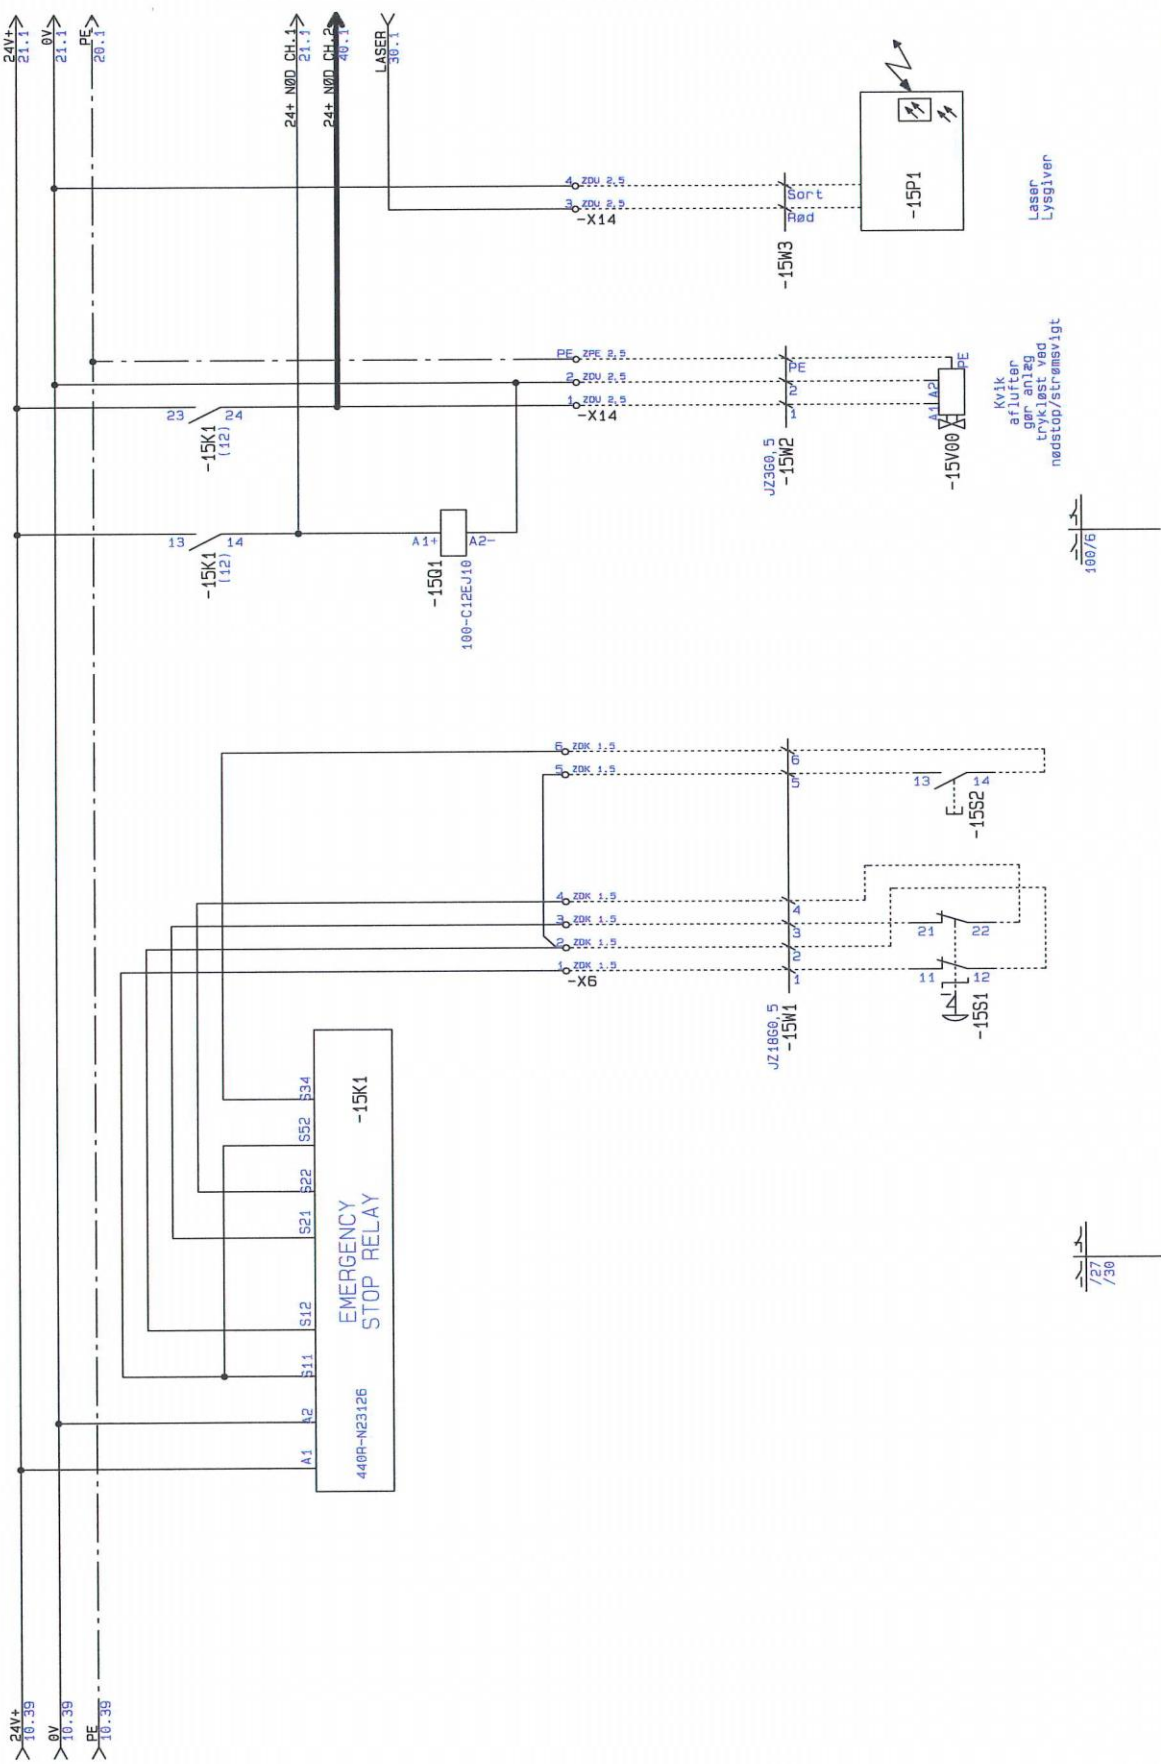 24V+
10.39
0V
10.39
PE
10.39
24V+
21.1
0V
21.1
PE
20.1
24+ NØD CH.1
21.1
24+ NØD CH.2
40.1
LASER
30.1
A1
A2
S11
S12
S21
S22
S52
S34
EMERGENCY
STOP RELAY
440R-N23126
-15K1
13
14
-15K1
(12)
23
24
-15K1
(12)
A1+
A2-
-15Q1
100-C12EJ10
1 ZDK 1.5
2 ZDK 1.5
3 ZDK 1.5
4 ZDK 1.5
5 ZDK 1.5
6 ZDK 1.5
-X6
1 ZDU 2.5
2 ZDU 2.5
PE ZPE 2.5
-X14
3 ZDU 2.5
4 ZDU 2.5
-X14
1
2
3
4
5
6
JZ18G0,5
-15W1
1
2
PE
JZ3G0,5
-15W2
Rød
Sort
-15W3
11
12
21
22
-15S1
13
14
-15S2
A1
A2
PE
-15V00
-15P1
Kvik
aflufter
gør anlæg
trykløst ved
nødstop/strømsvigt
Laser
Lysgiver
/27
/30
100/6